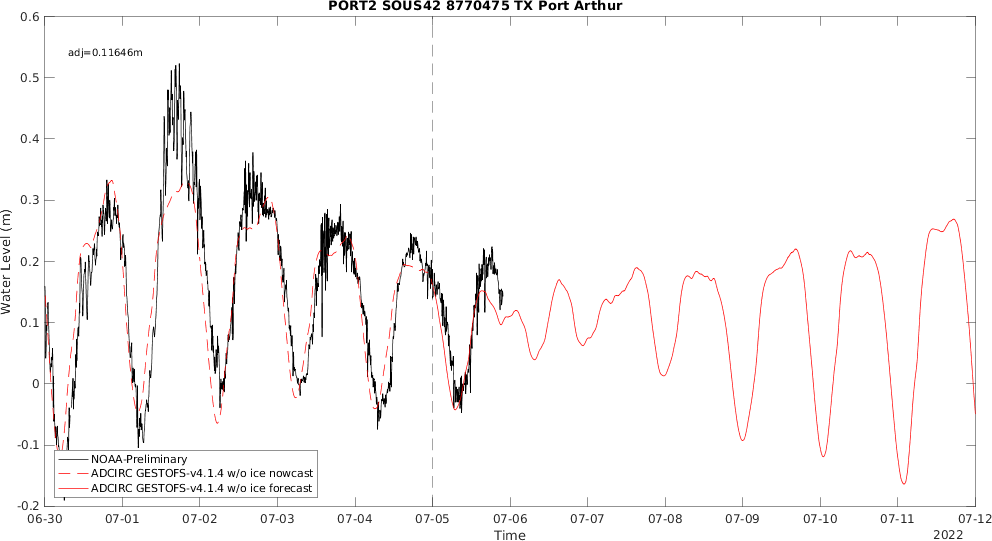 PORT2 SOUS42 8770475 TX Port Arthur
adj=0.11646m
Water Level (m)
0.6
0.5
0.4
0.3
0.2
0.1
0
-0.1
-0.2
NOAA-Preliminary
ADCIRC GESTOFS-v4.1.4 w/o ice nowcast
ADCIRC GESTOFS-v4.1.4 w/o ice forecast
06-30 07-01 07-02 07-03 07-04 07-05 07-06 07-07 07-08 07-09 07-10 07-11 07-12
Time
2022